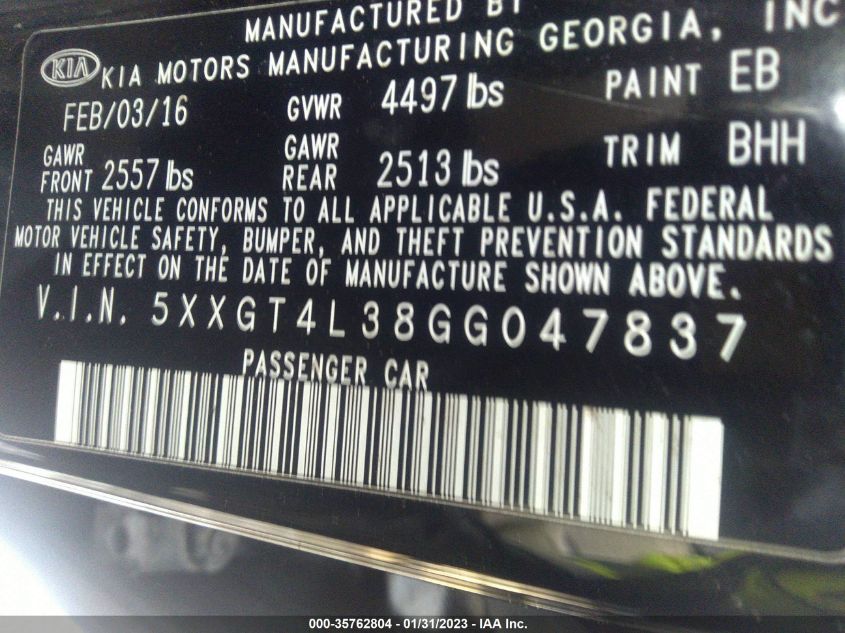 MANUFACTURED BY
KIA KIA MOTORS MANUFACTURING GEORGIA, INC
FEB/03/16 GVWR 4497 lbs PAINT EB
GAWR FRONT 2557 lbs GAWR REAR 2513 lbs TRIM BHH
THIS VEHICLE CONFORMS TO ALL APPLICABLE U.S.A. FEDERAL
MOTOR VEHICLE SAFETY, BUMPER, AND THEFT PREVENTION STANDARDS
IN EFFECT ON THE DATE OF MANUFACTURE SHOWN ABOVE.
V.I.N. 5XXGT4L38GG047837
PASSENGER CAR
000-35762804 - 01/31/2023 - IAA Inc.